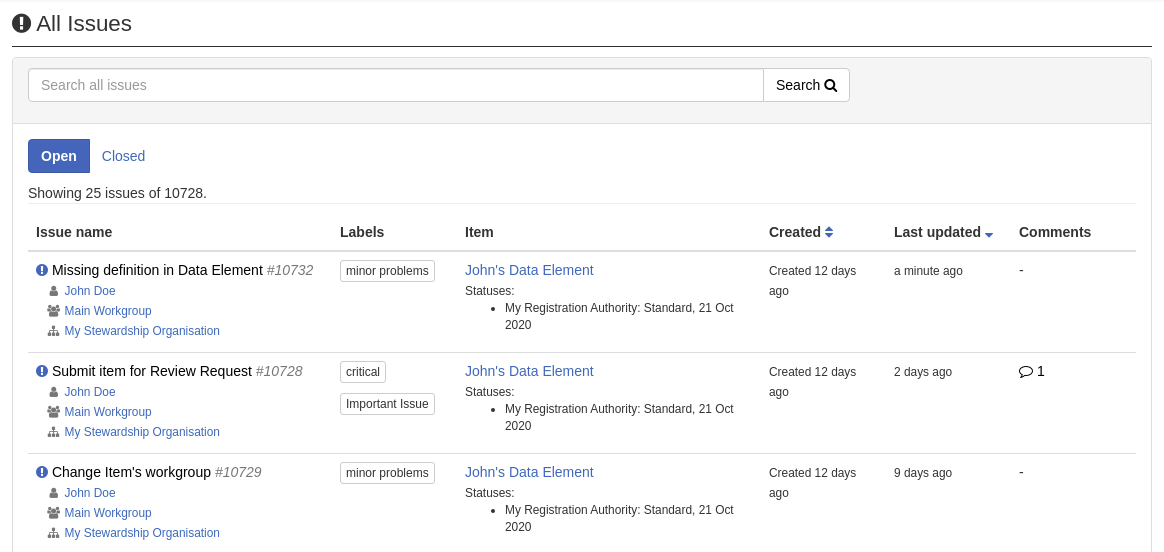 All Issues
Search all issues
Search
Open
Closed
Showing 25 issues of 10728.
Issue name Labels Item Created Last updated Comments
Missing definition in Data Element #10732 minor problems John's Data Element Created 12 days a minute ago -
John Doe Statuses: ago
Main Workgroup My Registration Authority: Standard, 21 Oct
My Stewardship Organisation 2020
Submit item for Review Request #10728 critical John's Data Element Created 12 days 2 days ago 1
John Doe Statuses: ago
Main Workgroup Important Issue My Registration Authority: Standard, 21 Oct
My Stewardship Organisation 2020
Change Item's workgroup #10729 minor problems John's Data Element Created 12 days 9 days ago -
John Doe Statuses: ago
Main Workgroup My Registration Authority: Standard, 21 Oct
My Stewardship Organisation 2020